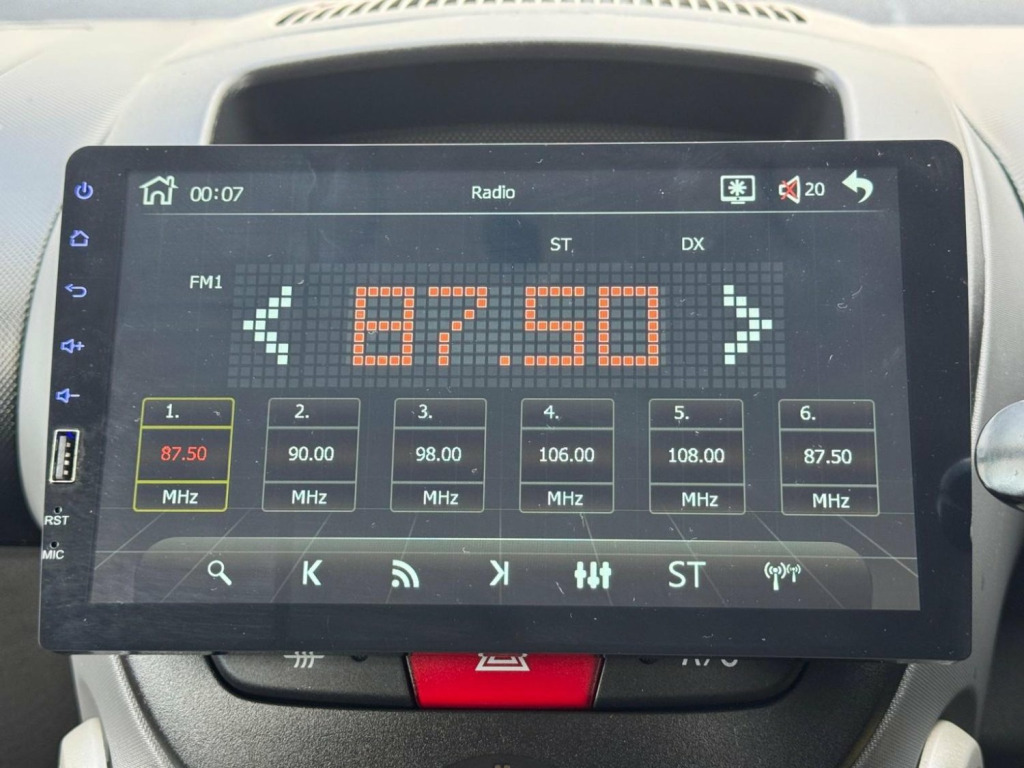 00:07 Radio 20
ST DX
FM1
87.50
1. 2. 3. 4. 5. 6.
87.50 90.00 98.00 106.00 108.00 87.50
MHz MHz MHz MHz MHz MHz
RST
MIC
ST
A/C